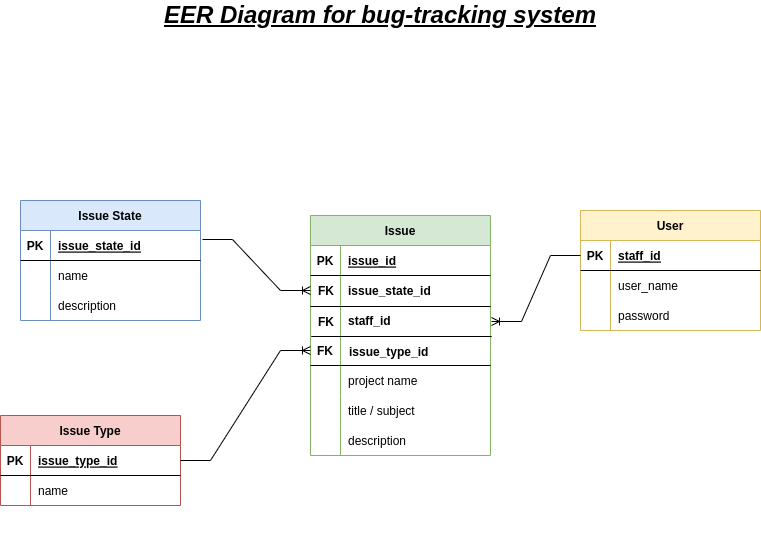 EER Diagram for bug-tracking system
Issue State
PK issue_state_id
name
description
Issue Type
PK issue_type_id
name
Issue
PK issue_id
FK issue_state_id
FK staff_id
FK issue_type_id
project name
title / subject
description
User
PK staff_id
user_name
password